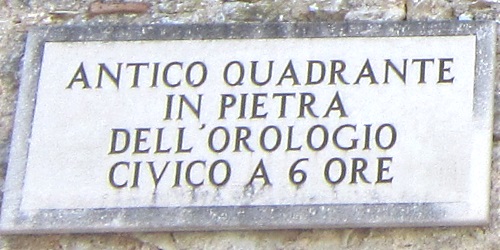 ANTICO QUADRANTE
IN PIETRA
DELL'OROLOGIO
CIVICO A 6 ORE